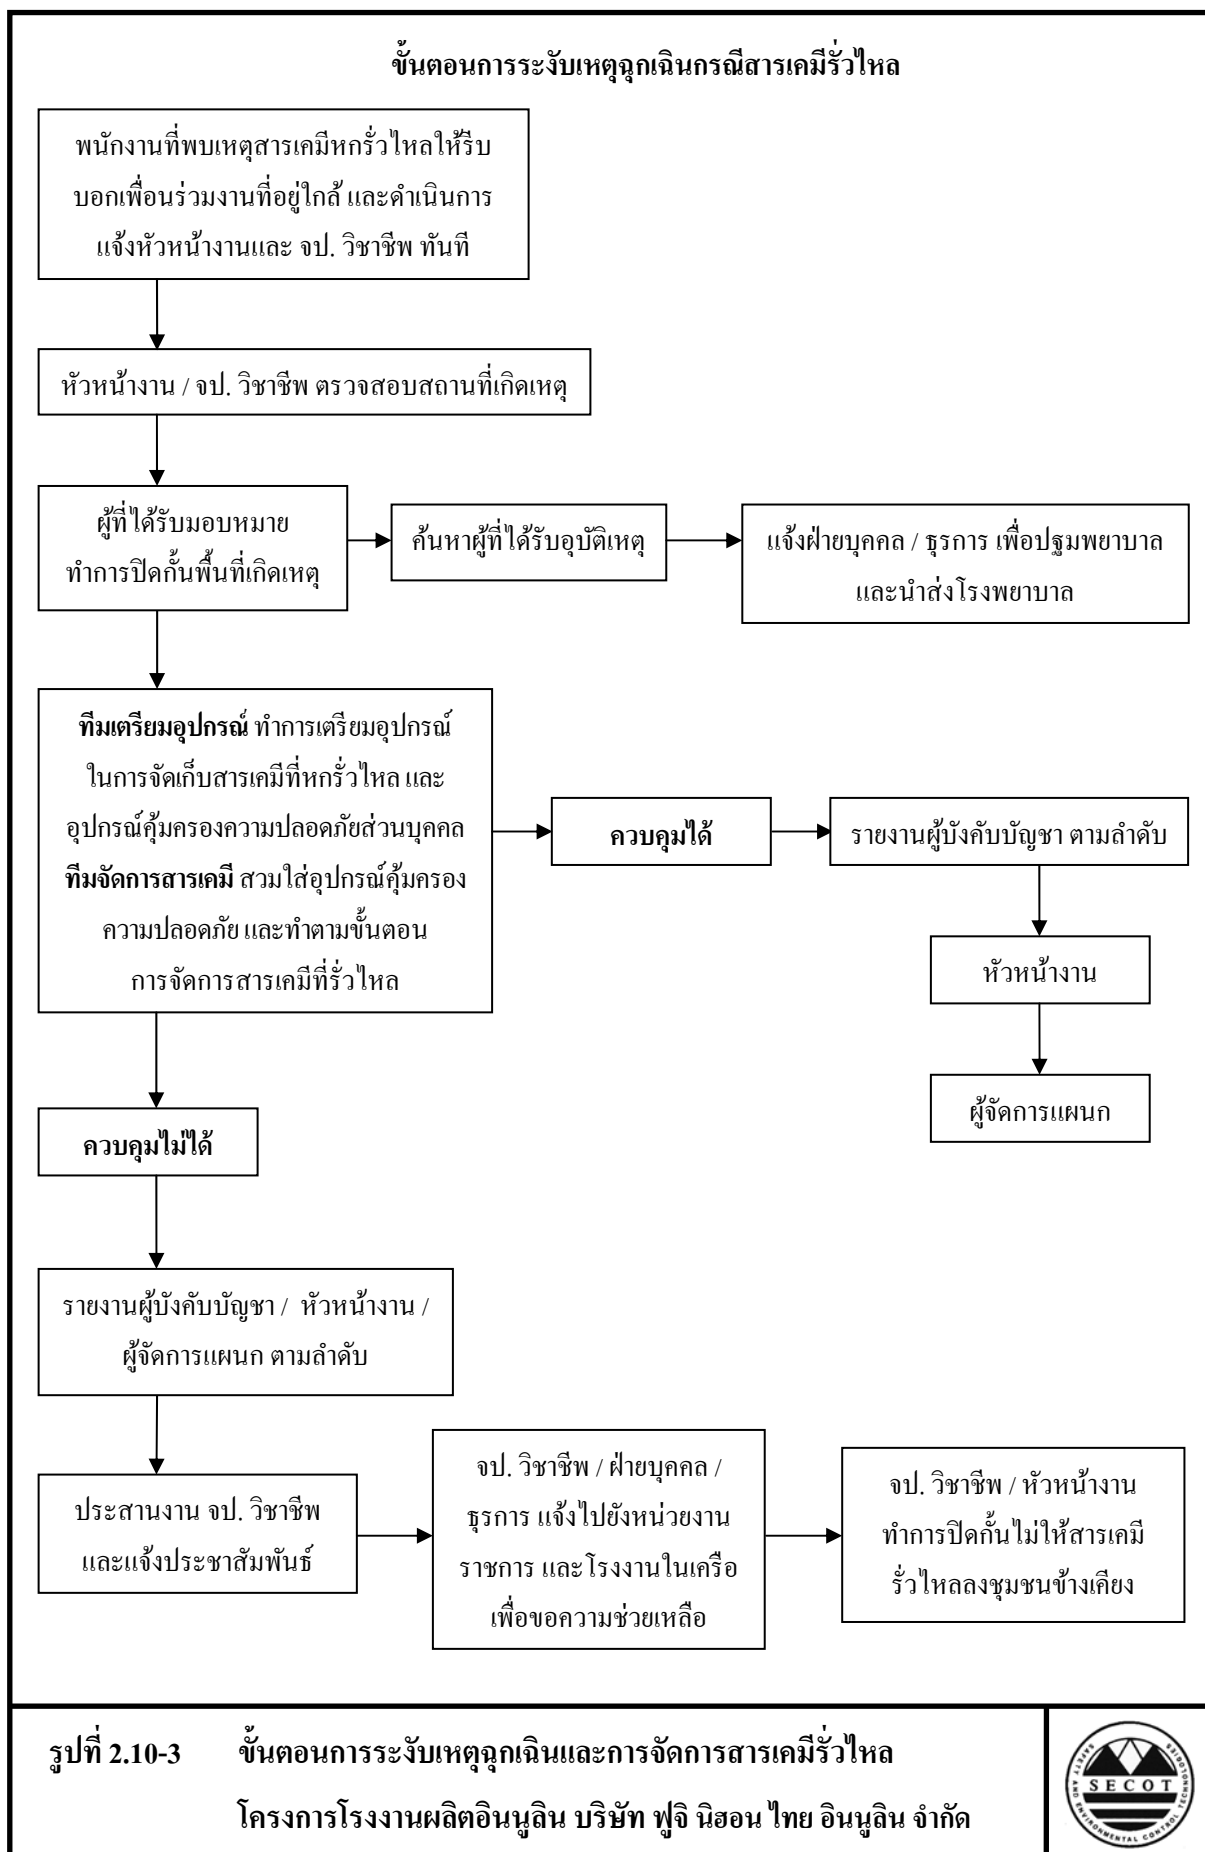 ขั้นตอนการระงับเหตุฉุกเฉินกรณีสารเคมีรั่วไหล
พนักงานที่พบเหตุสารเคมีหกรั่วไหลให้รีบ
บอกเพื่อนร่วมงานที่อยู่ใกล้ และดำเนินการ
แจ้งหัวหน้างานและ จป. วิชาชีพ ทันที
หัวหน้างาน / จป. วิชาชีพ ตรวจสอบสถานที่เกิดเหตุ
ผู้ที่ได้รับมอบหมาย
ทำการปิดกั้นพื้นที่เกิดเหตุ
ค้นหาผู้ที่ได้รับอุบัติเหตุ
แจ้งฝ่ายบุคคล / ธุรการ เพื่อปฐมพยาบาล
และนำส่งโรงพยาบาล
ทีมเตรียมอุปกรณ์ ทำการเตรียมอุปกรณ์
ในการจัดเก็บสารเคมีที่หกรั่วไหล และ
อุปกรณ์คุ้มครองความปลอดภัยส่วนบุคคล
ทีมจัดการสารเคมี สวมใส่อุปกรณ์คุ้มครอง
ความปลอดภัย และทำตามขั้นตอน
การจัดการสารเคมีที่รั่วไหล
ควบคุมได้
รายงานผู้บังคับบัญชา ตามลำดับ
หัวหน้างาน
ผู้จัดการแผนก
ควบคุมไม่ได้
รายงานผู้บังคับบัญชา / หัวหน้างาน /
ผู้จัดการแผนก ตามลำดับ
ประสานงาน จป. วิชาชีพ
และแจ้งประชาสัมพันธ์
จป. วิชาชีพ / ฝ่ายบุคคล /
ธุรการ แจ้งไปยังหน่วยงาน
ราชการ และโรงงานในเครือ
เพื่อขอความช่วยเหลือ
จป. วิชาชีพ / หัวหน้างาน
ทำการปิดกั้นไม่ให้สารเคมี
รั่วไหลลงชุมชนข้างเคียง
รูปที่ 2.10-3 ขั้นตอนการระงับเหตุฉุกเฉินและการจัดการสารเคมีรั่วไหล
โครงการโรงงานผลิตอินนูลิน บริษัท ฟูจิ นิฮอน ไทย อินนูลิน จำกัด
SECOT
SAFETY AND ENVIRONMENTAL CONTROL TECHNOLOGIES